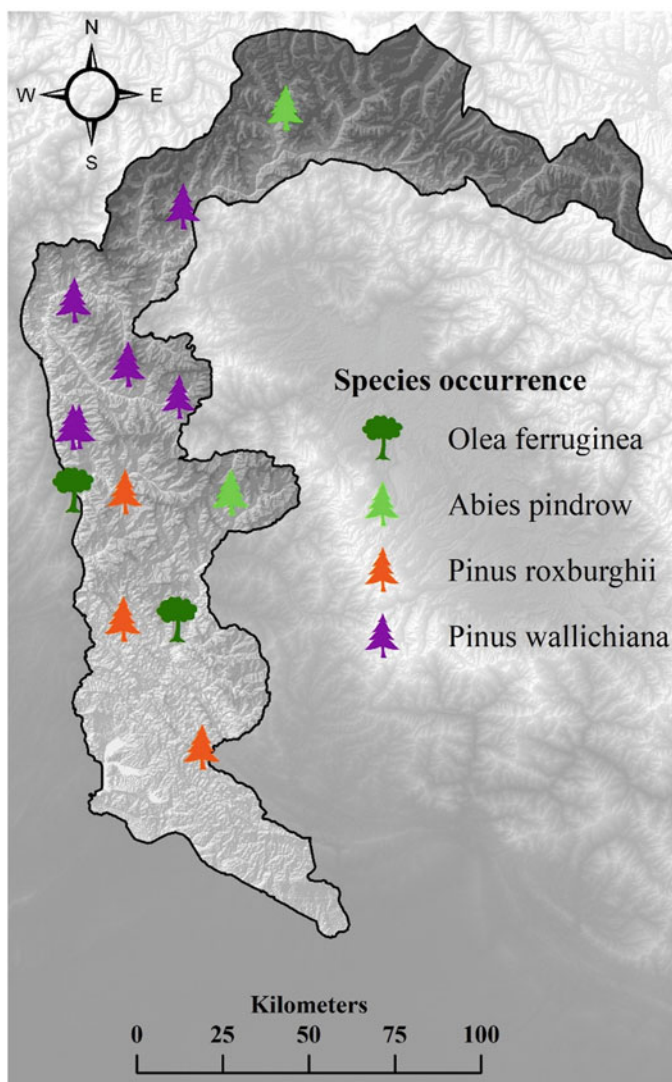 N
W E
S
Species occurrence
Olea ferruginea
Abies pindrow
Pinus roxburghii
Pinus wallichiana
Kilometers
0 25 50 75 100